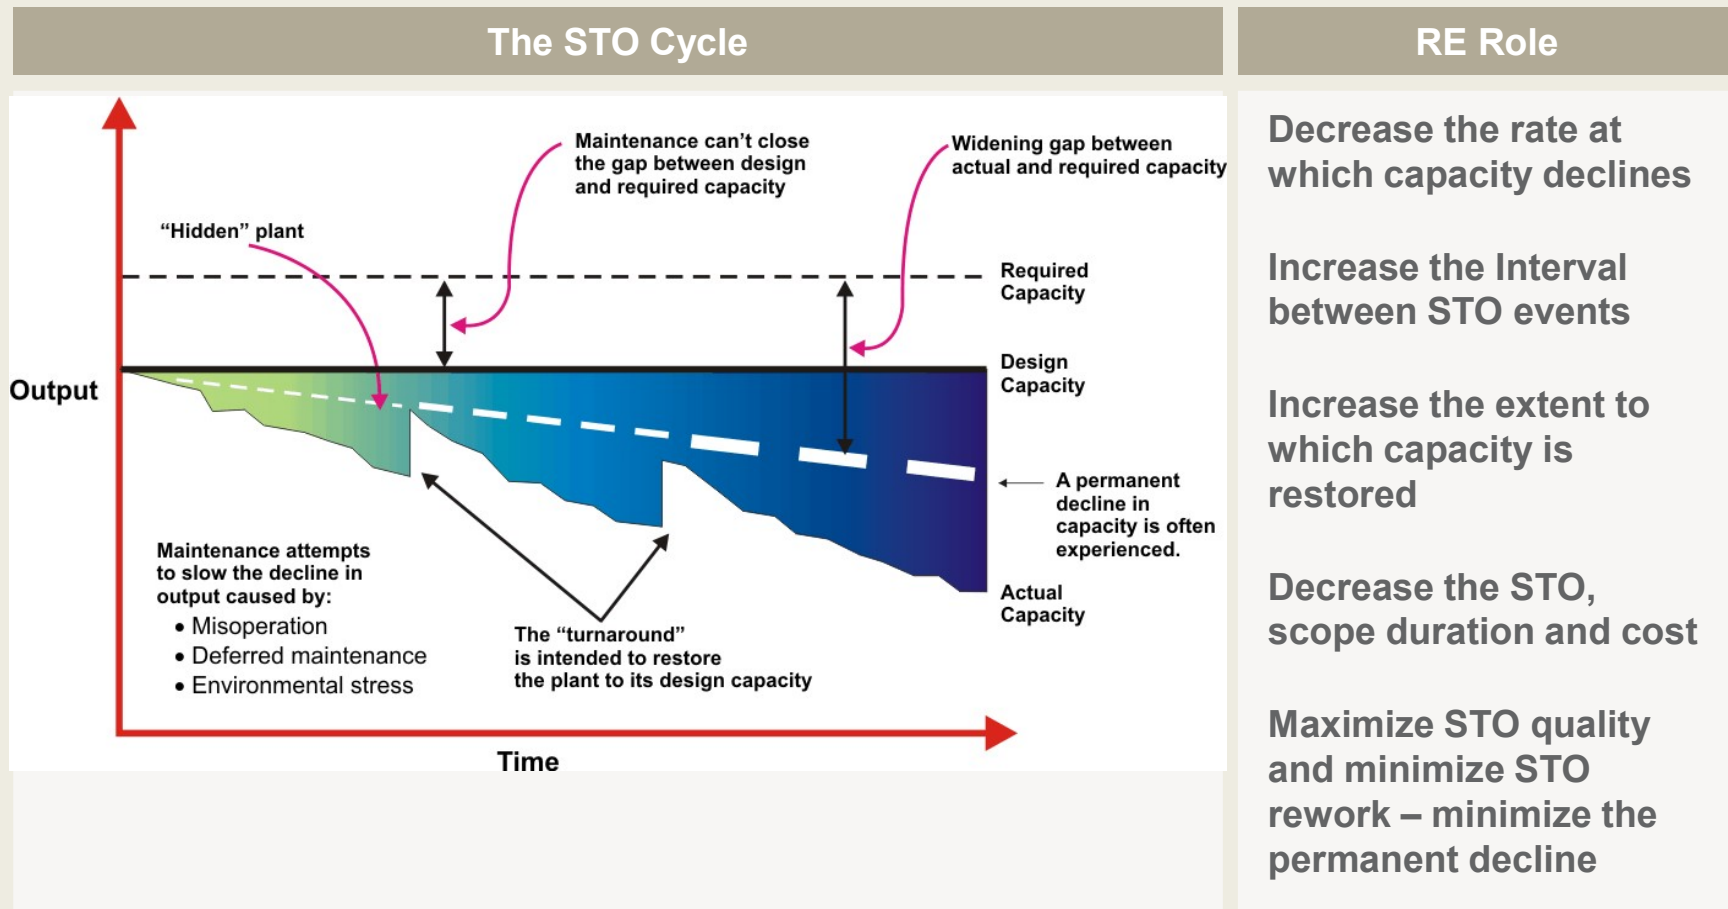 The STO Cycle
RE Role
Maintenance can’t close
the gap between design
and required capacity
Widening gap between
actual and required capacity
“Hidden” plant
Required
Capacity
Design
Capacity
Output
A permanent
decline in
capacity is often
experienced.
Actual
Capacity
Maintenance attempts
to slow the decline in
output caused by:
• Misoperation
• Deferred maintenance
• Environmental stress
The “turnaround”
is intended to restore
the plant to its design capacity
Time
Decrease the rate at
which capacity declines
Increase the Interval
between STO events
Increase the extent to
which capacity is
restored
Decrease the STO,
scope duration and cost
Maximize STO quality
and minimize STO
rework – minimize the
permanent decline